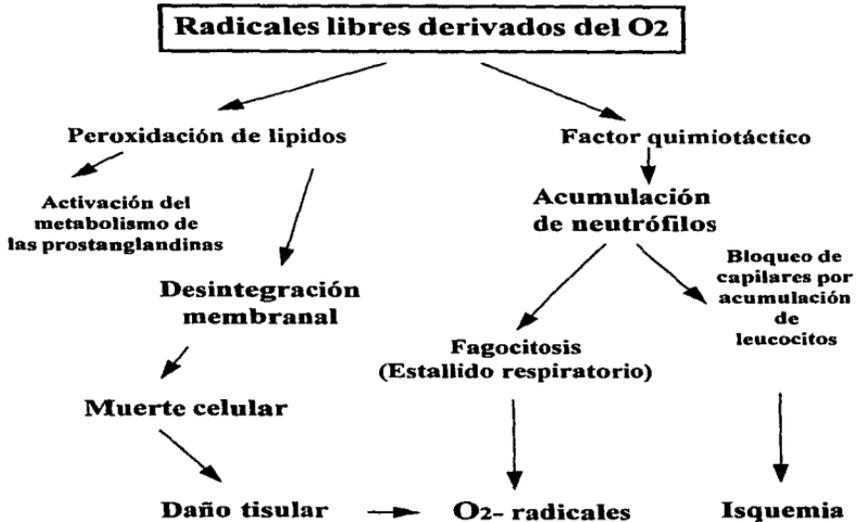 Radicales libres derivados del O2
Peroxidación de lipidos
Factor quimiotáctico
Activación del
metabolismo de
las prostanglandinas
Acumulación
de neutrófilos
Bloqueo de
capilares por
acumulación
de
leucocitos
Desintegración
membranal
Fagocitosis
(Estallido respiratorio)
Muerte celular
Daño tisular
O2- radicales
Isquemia